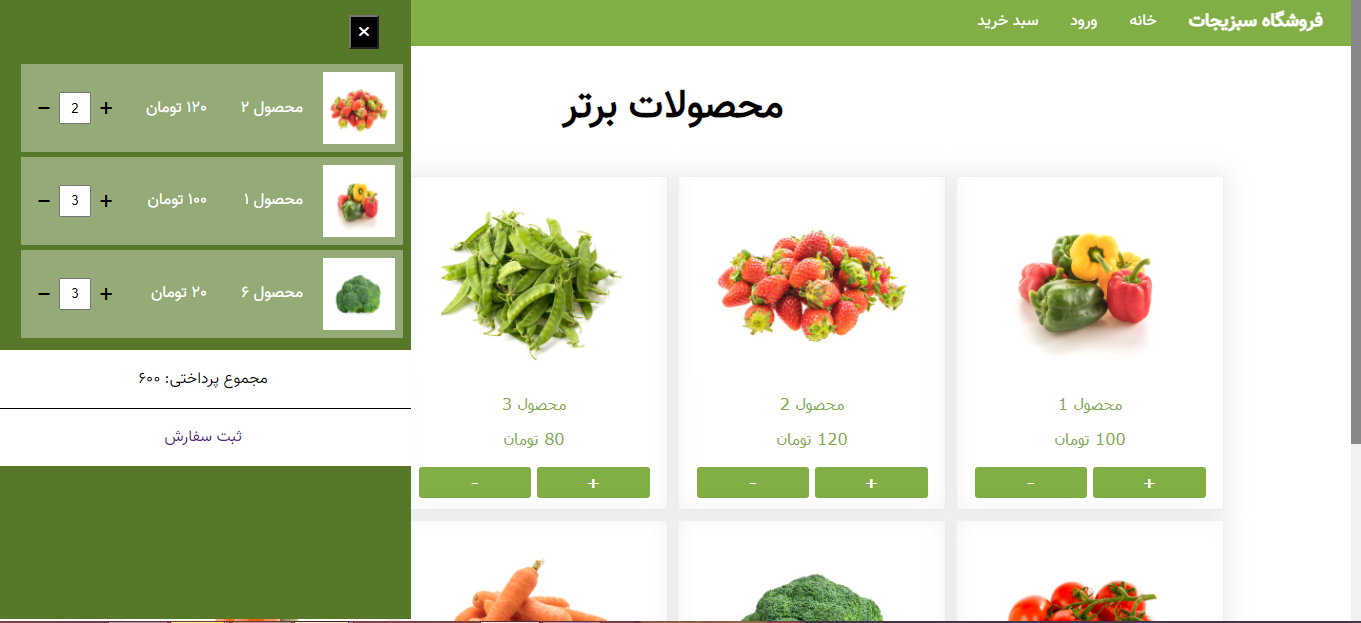 فروشگاه سبزیجات خانه ورود سبد خرید
محصولات برتر
محصول 1 محصول 2 محصول 3
100 تومان 120 تومان 80 تومان
+ - + - + -
×
محصول ۲ ۱۲۰ تومان + 2 −
محصول ۱ ۱۰۰ تومان + 3 −
محصول ۶ ۲۰ تومان + 3 −
مجموع پرداختی: ۶۰۰
ثبت سفارش